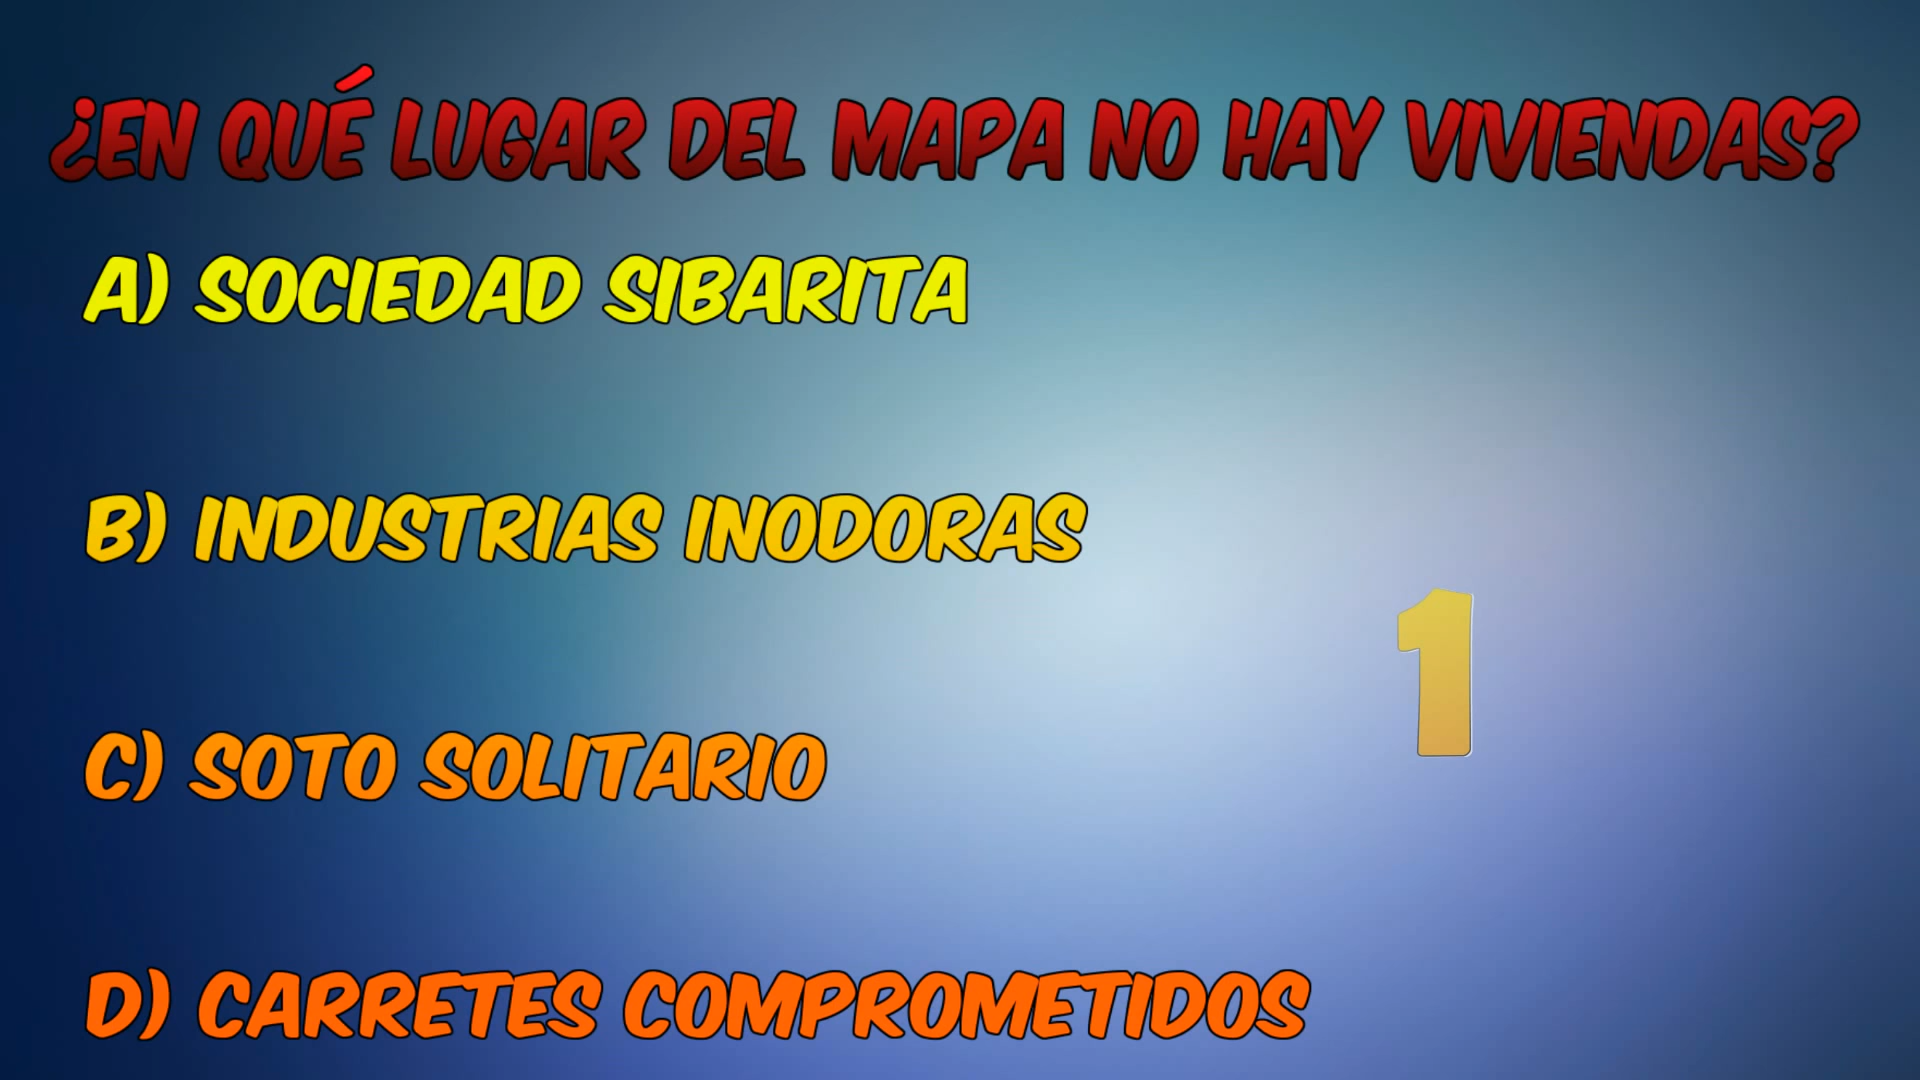 ¿EN QUÉ LUGAR DEL MAPA NO HAY VIVIENDAS?
A) SOCIEDAD SIBARITA
B) INDUSTRIAS INODORAS
1
C) SOTO SOLITARIO
D) CARRETES COMPROMETIDOS